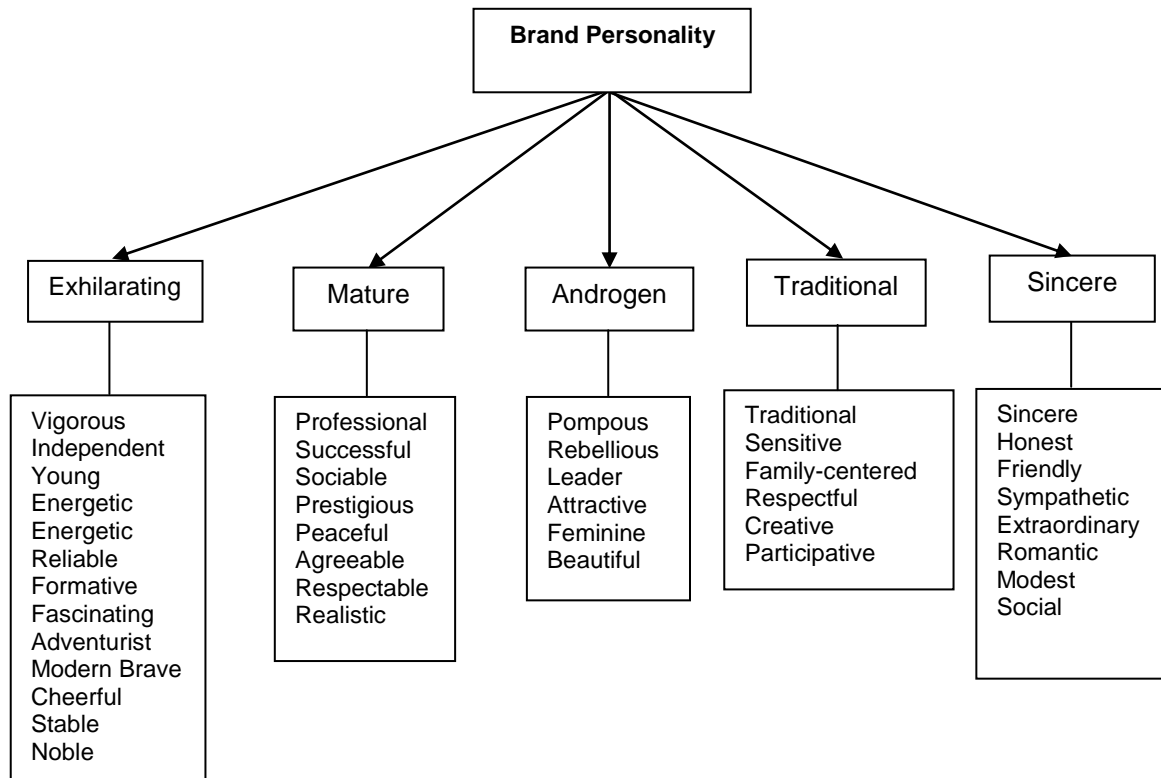 Brand Personality
Exhilarating
Mature
Androgen
Traditional
Sincere
Vigorous
Independent
Young
Energetic
Energetic
Reliable
Formative
Fascinating
Adventurist
Modern Brave
Cheerful
Stable
Noble
Professional
Successful
Sociable
Prestigious
Peaceful
Agreeable
Respectable
Realistic
Pompous
Rebellious
Leader
Attractive
Feminine
Beautiful
Traditional
Sensitive
Family-centered
Respectful
Creative
Participative
Sincere
Honest
Friendly
Sympathetic
Extraordinary
Romantic
Modest
Social